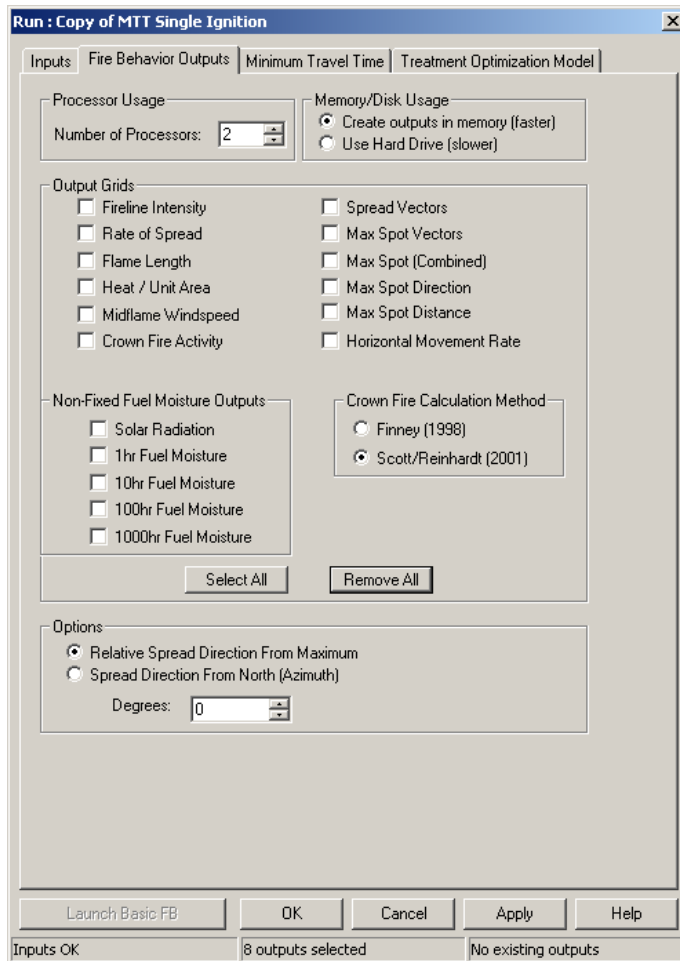 Run : Copy of MTT Single Ignition
Inputs
Fire Behavior Outputs
Minimum Travel Time
Treatment Optimization Model
Processor Usage
Number of Processors: 2
Memory/Disk Usage
Create outputs in memory (faster)
Use Hard Drive (slower)
Output Grids
Fireline Intensity
Rate of Spread
Flame Length
Heat / Unit Area
Midflame Windspeed
Crown Fire Activity
Spread Vectors
Max Spot Vectors
Max Spot (Combined)
Max Spot Direction
Max Spot Distance
Horizontal Movement Rate
Non-Fixed Fuel Moisture Outputs
Solar Radiation
1hr Fuel Moisture
10hr Fuel Moisture
100hr Fuel Moisture
1000hr Fuel Moisture
Crown Fire Calculation Method
Finney (1998)
Scott/Reinhardt (2001)
Select All
Remove All
Options
Relative Spread Direction From Maximum
Spread Direction From North (Azimuth)
Degrees: 0
Launch Basic FB
OK
Cancel
Apply
Help
Inputs OK
8 outputs selected
No existing outputs